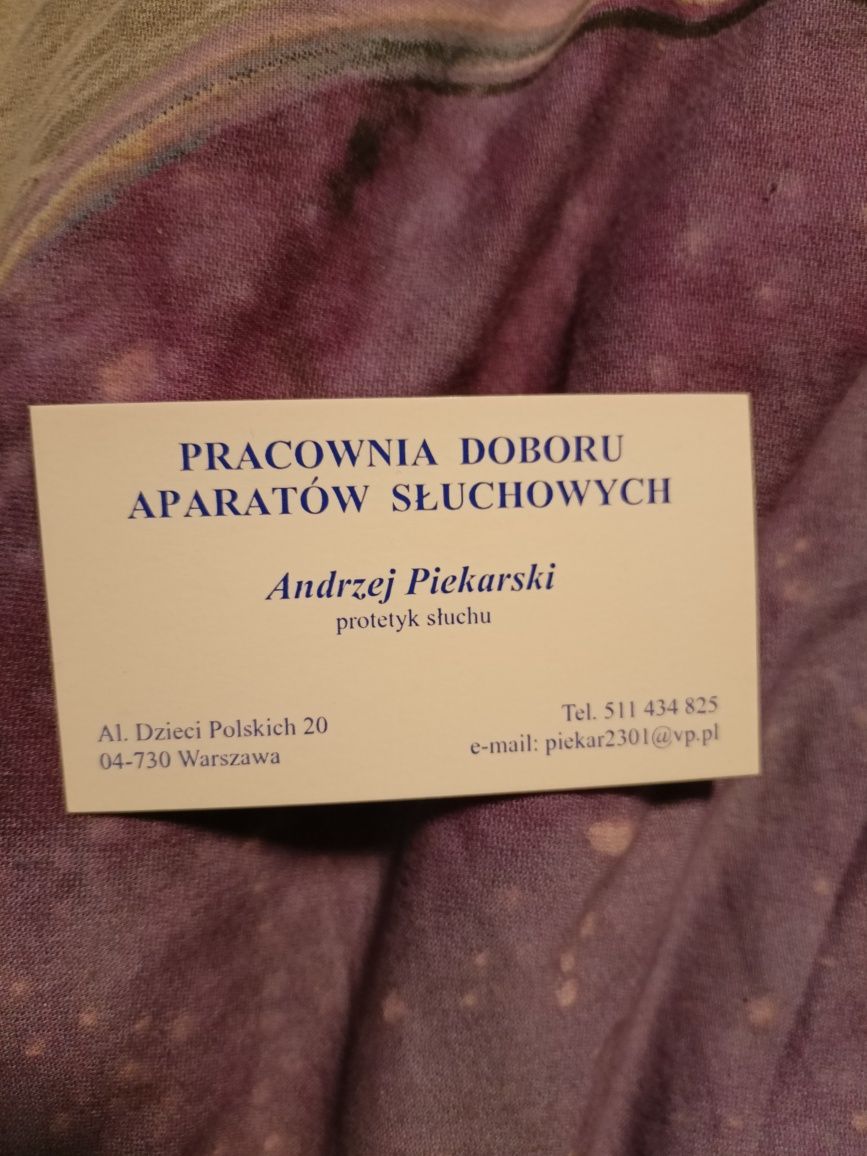 PRACOWNIA DOBORU
APARATÓW SŁUCHOWYCH
Andrzej Piekarski
protetyk słuchu
Al. Dzieci Polskich 20
04-730 Warszawa
Tel. 511 434 825
e-mail: piekar2301@vp.pl